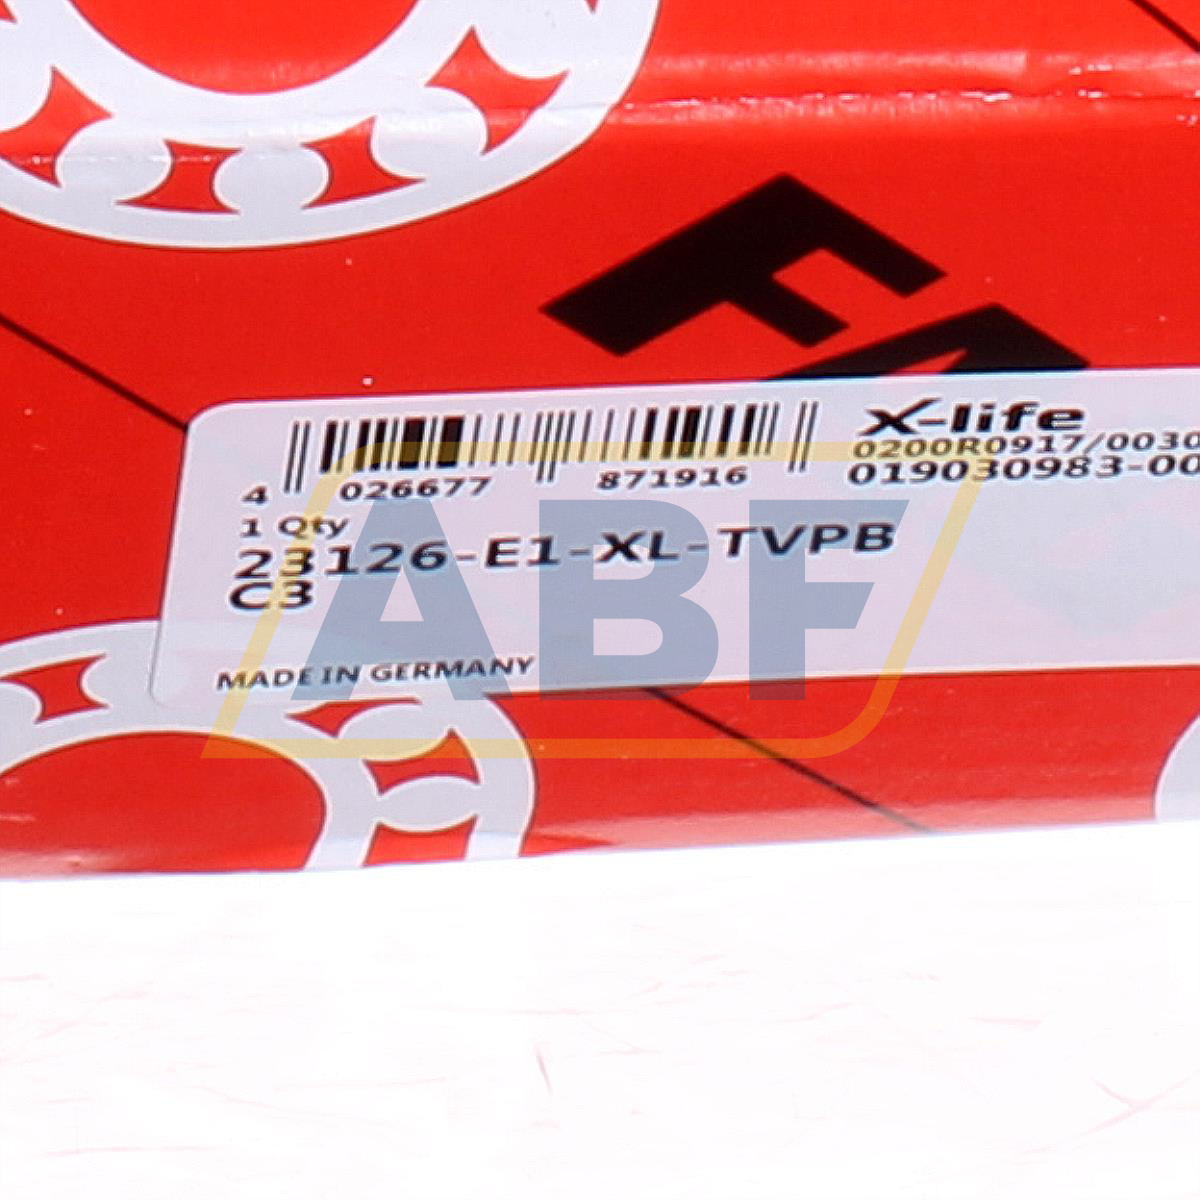 FA
X-life
0200R0917/0030
019030983-00
4 026677 871916
1 Qty
23126-E1-XL-TVPB
C3
MADE IN GERMANY
ABF